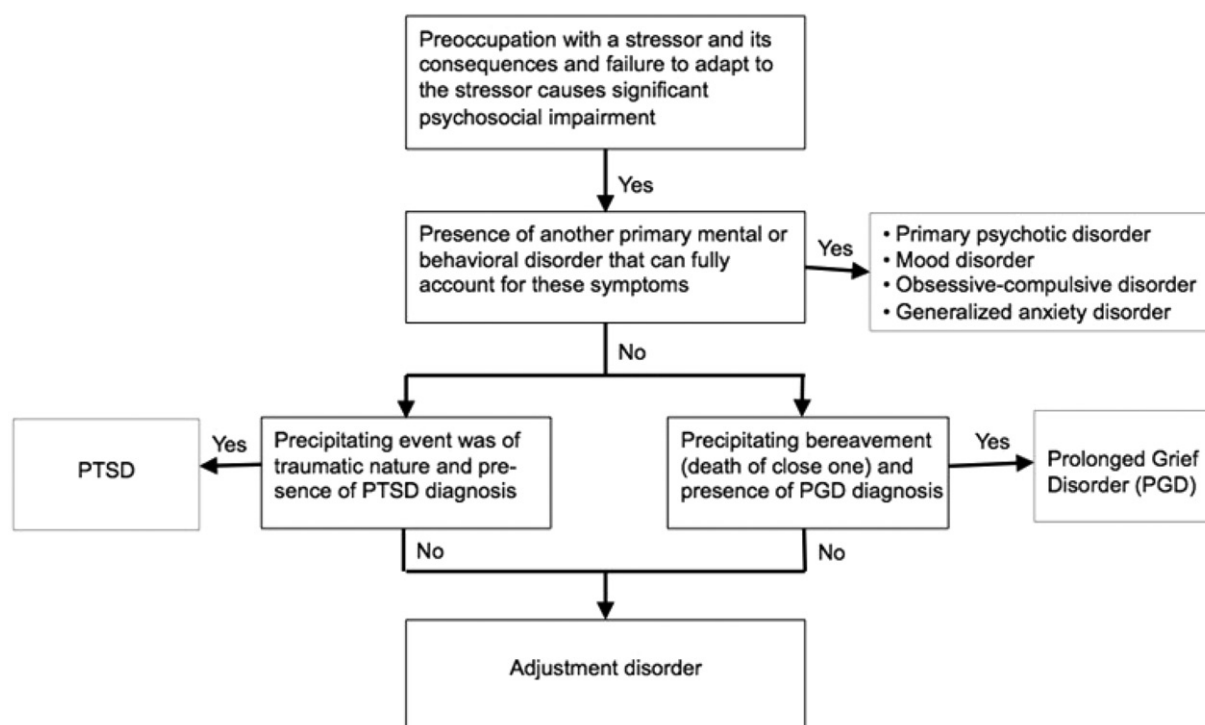 Preoccupation with a stressor and its
consequences and failure to adapt to
the stressor causes significant
psychosocial impairment
Yes
Presence of another primary mental or
behavioral disorder that can fully
account for these symptoms
Yes
• Primary psychotic disorder
• Mood disorder
• Obsessive-compulsive disorder
• Generalized anxiety disorder
No
PTSD
Yes
Precipitating event was of
traumatic nature and pre-
sence of PTSD diagnosis
Precipitating bereavement
(death of close one) and
presence of PGD diagnosis
Yes
Prolonged Grief
Disorder (PGD)
No
No
Adjustment disorder